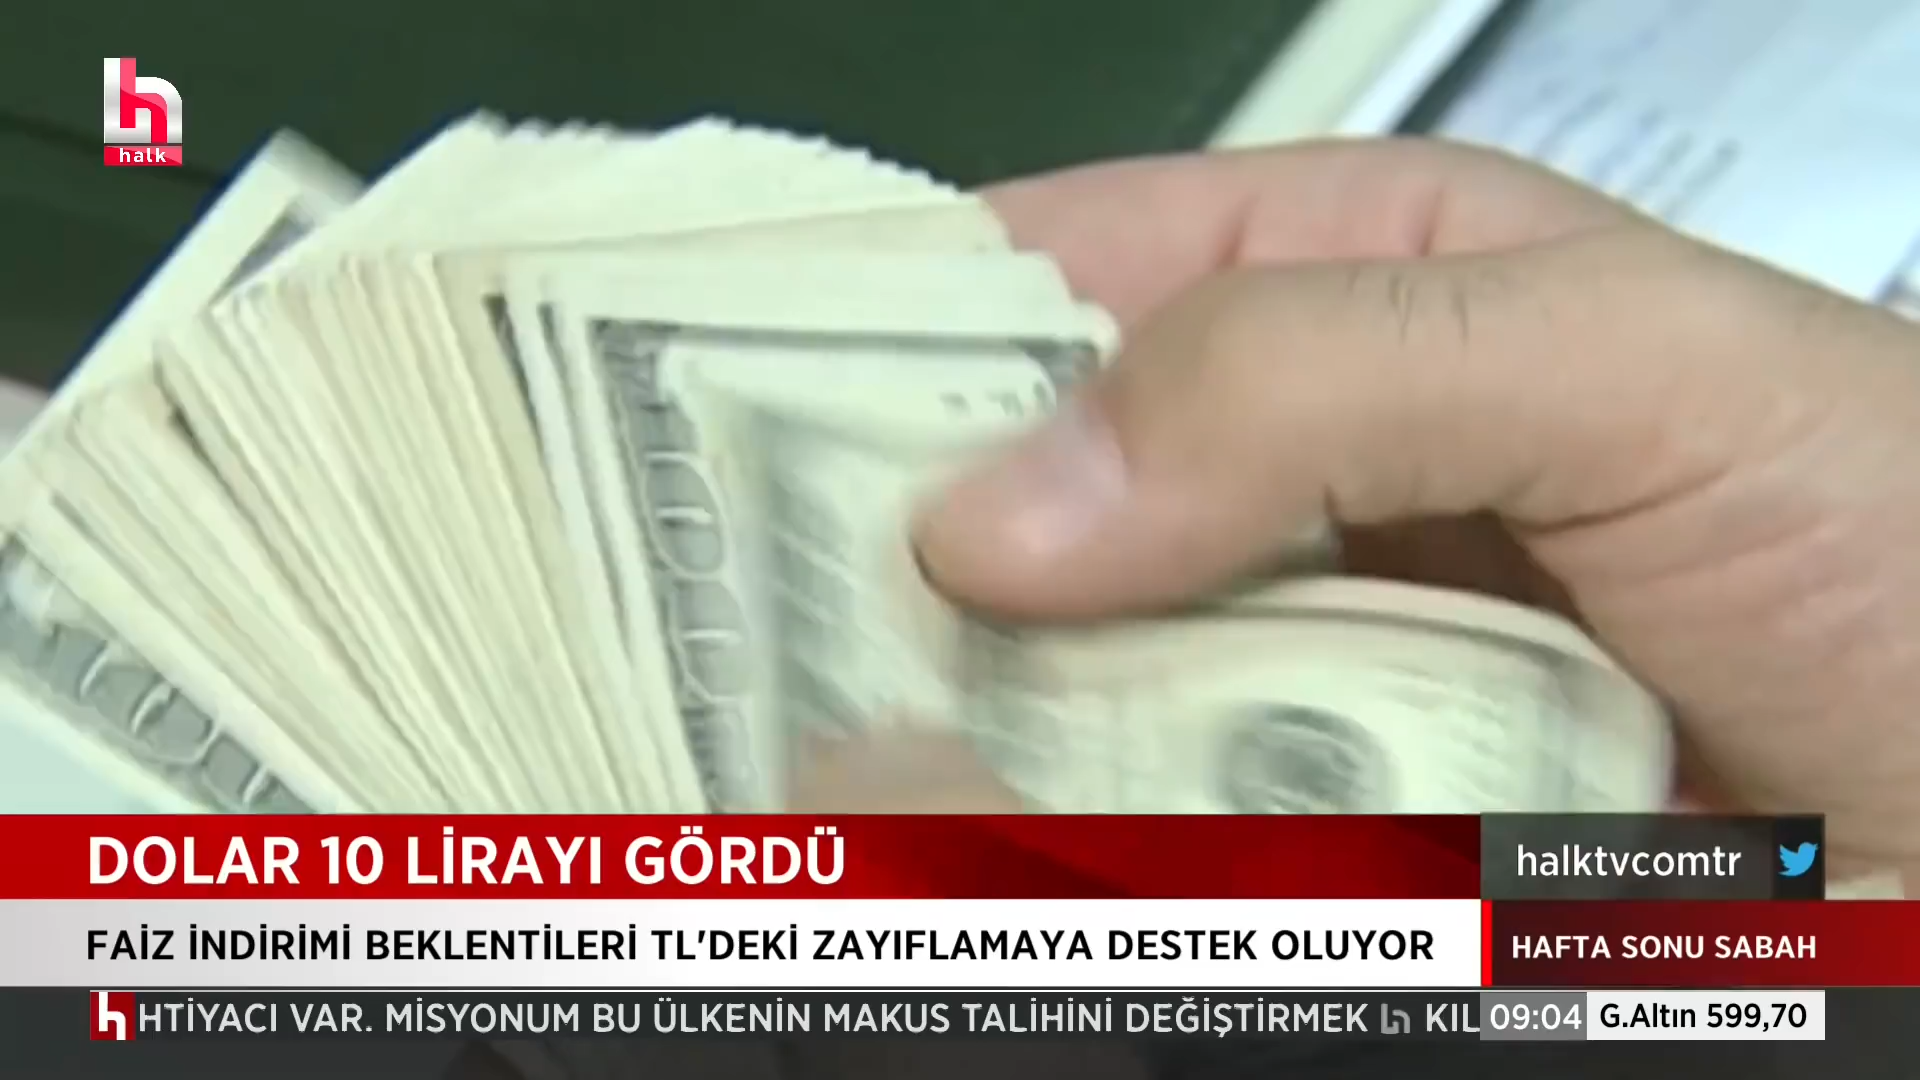 halk
DOLAR 10 LİRAYI GÖRDÜ
halktvcomtr
FAİZ İNDİRİMİ BEKLENTİLERİ TL'DEKİ ZAYIFLAMAYA DESTEK OLUYOR
HAFTA SONU SABAH
HTİYACI VAR. MİSYONUM BU ÜLKENİN MAKUS TALİHİNİ DEĞİŞTİRMEK KIL
09:04
G.Altın 599,70